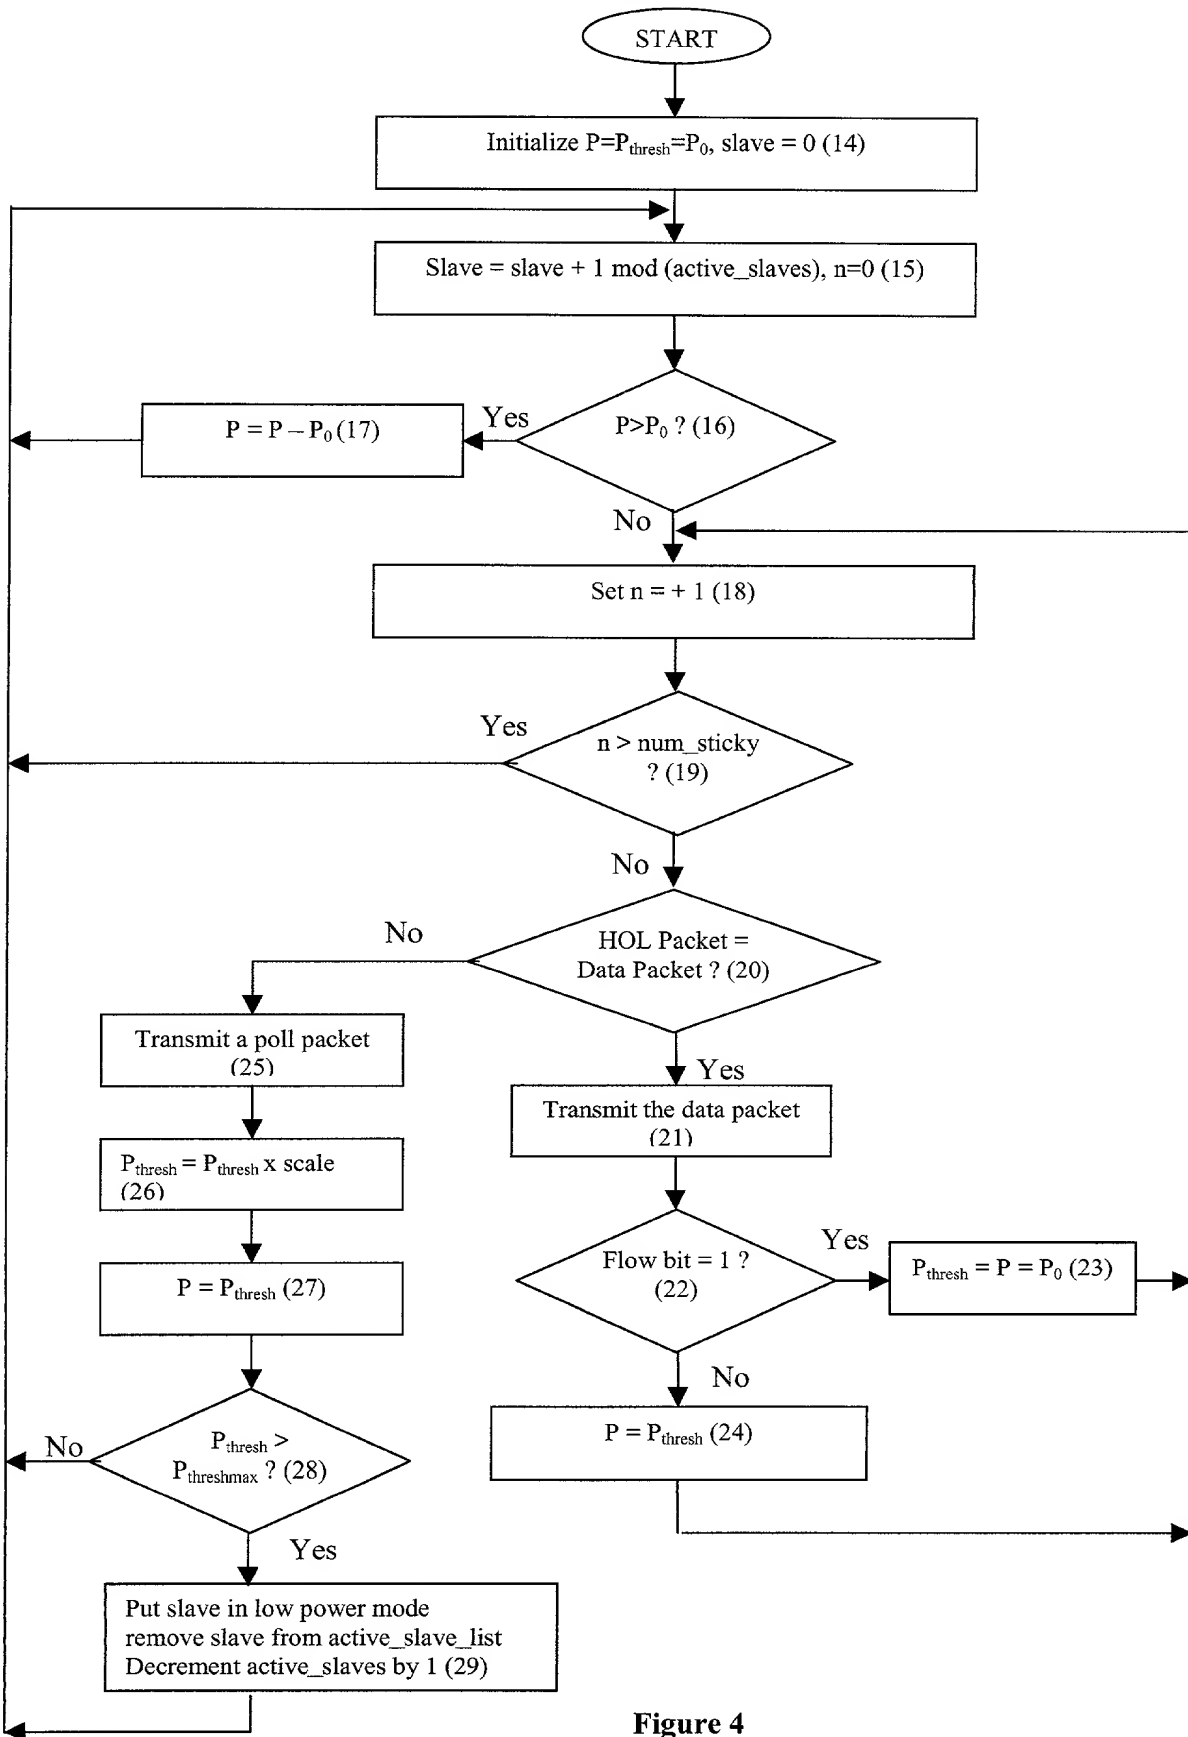 START
Initialize P=Pthresh=P0, slave = 0 (14)
Slave = slave + 1 mod (active_slaves), n=0 (15)
P>P0 ? (16)
Yes
P = P – P0 (17)
No
Set n = + 1 (18)
n > num_sticky
? (19)
Yes
No
HOL Packet =
Data Packet ? (20)
No
Transmit a poll packet
(25)
Yes
Transmit the data packet
(21)
Pthresh = Pthresh x scale
(26)
Flow bit = 1 ?
(22)
Yes
Pthresh = P = P0 (23)
P = Pthresh (27)
No
P = Pthresh (24)
Pthresh >
Pthreshmax ? (28)
No
Yes
Put slave in low power mode
remove slave from active_slave_list
Decrement active_slaves by 1 (29)
Figure 4